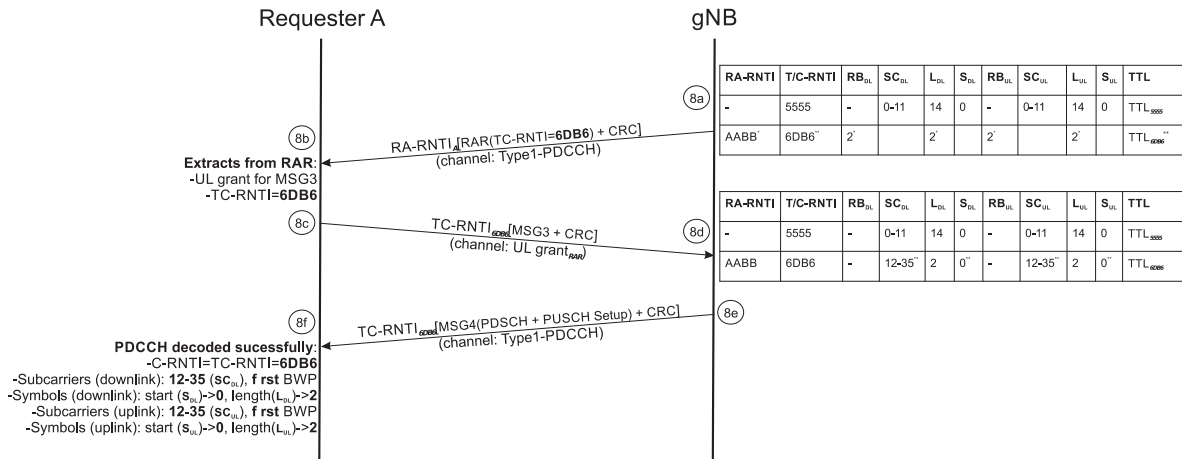 Requester A
gNB
8a
RA-RNTI T/C-RNTI RB_DL SC_DL L_DL S_DL RB_UL SC_UL L_UL S_UL TTL
- 5555 - 0-11 14 0 - 0-11 14 0 TTL_5555
AABB* 6DB6** 2* 2* 2* 2* TTL_6DB6**
8b
RA-RNTI_A[RAR(TC-RNTI=6DB6) + CRC]
(channel: Type1-PDCCH)
Extracts from RAR:
-UL grant for MSG3
-TC-RNTI=6DB6
8c
TC-RNTI_6DB6[MSG3 + CRC]
(channel: UL grant_RAR)
8d
RA-RNTI T/C-RNTI RB_DL SC_DL L_DL S_DL RB_UL SC_UL L_UL S_UL TTL
- 5555 - 0-11 14 0 - 0-11 14 0 TTL_5555
AABB 6DB6 - 12-35** 2 0** - 12-35** 2 0** TTL_6DB6
8e
TC-RNTI_6DB6[MSG4(PDSCH + PUSCH Setup) + CRC]
(channel: Type1-PDCCH)
8f
PDCCH decoded sucessfully:
-C-RNTI=TC-RNTI=6DB6
-Subcarriers (downlink): 12-35 (SC_DL), f rst BWP
-Symbols (downlink): start (S_DL)->0, length(L_DL)->2
-Subcarriers (uplink): 12-35 (SC_UL), f rst BWP
-Symbols (uplink): start (S_UL)->0, length(L_UL)->2